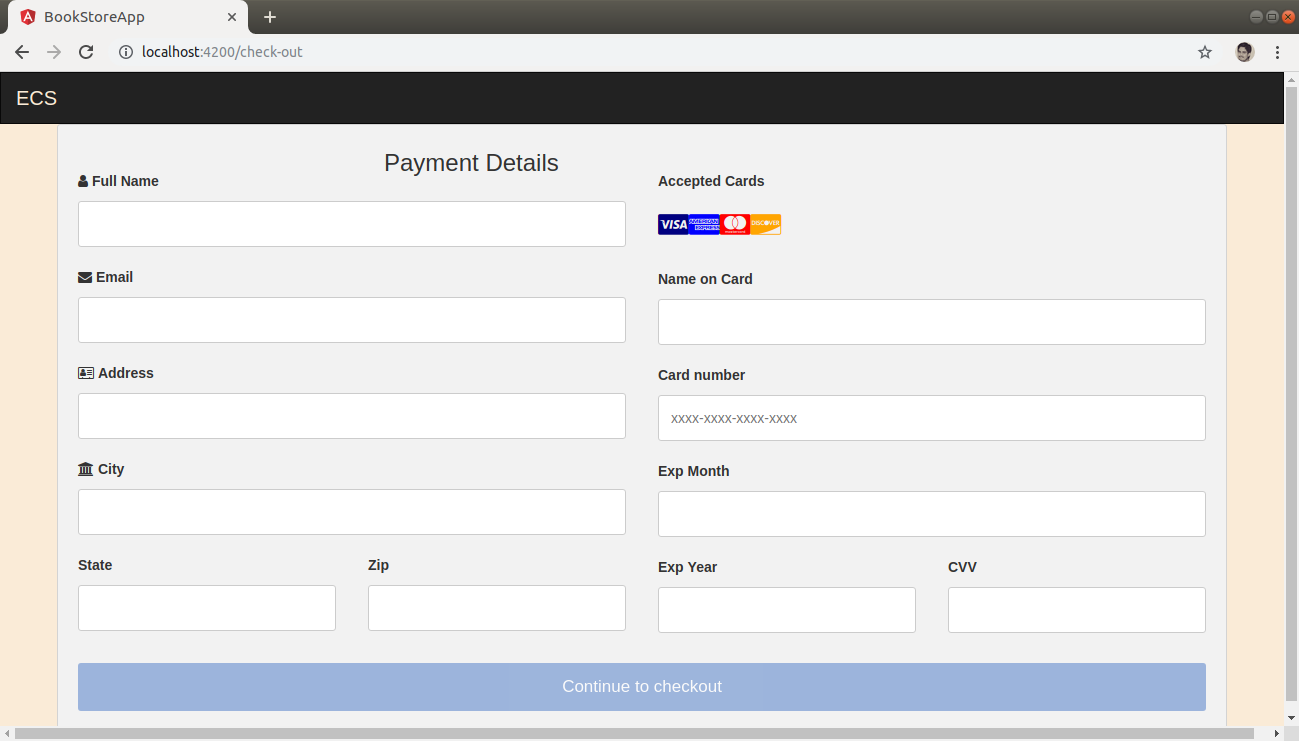 BookStoreApp
localhost:4200/check-out
ECS
Payment Details
Full Name
Accepted Cards
VISA AMERICAN EXPRESS mastercard DISCOVER
Email
Name on Card
Address
Card number
xxxx-xxxx-xxxx-xxxx
City
Exp Month
State
Zip
Exp Year
CVV
Continue to checkout